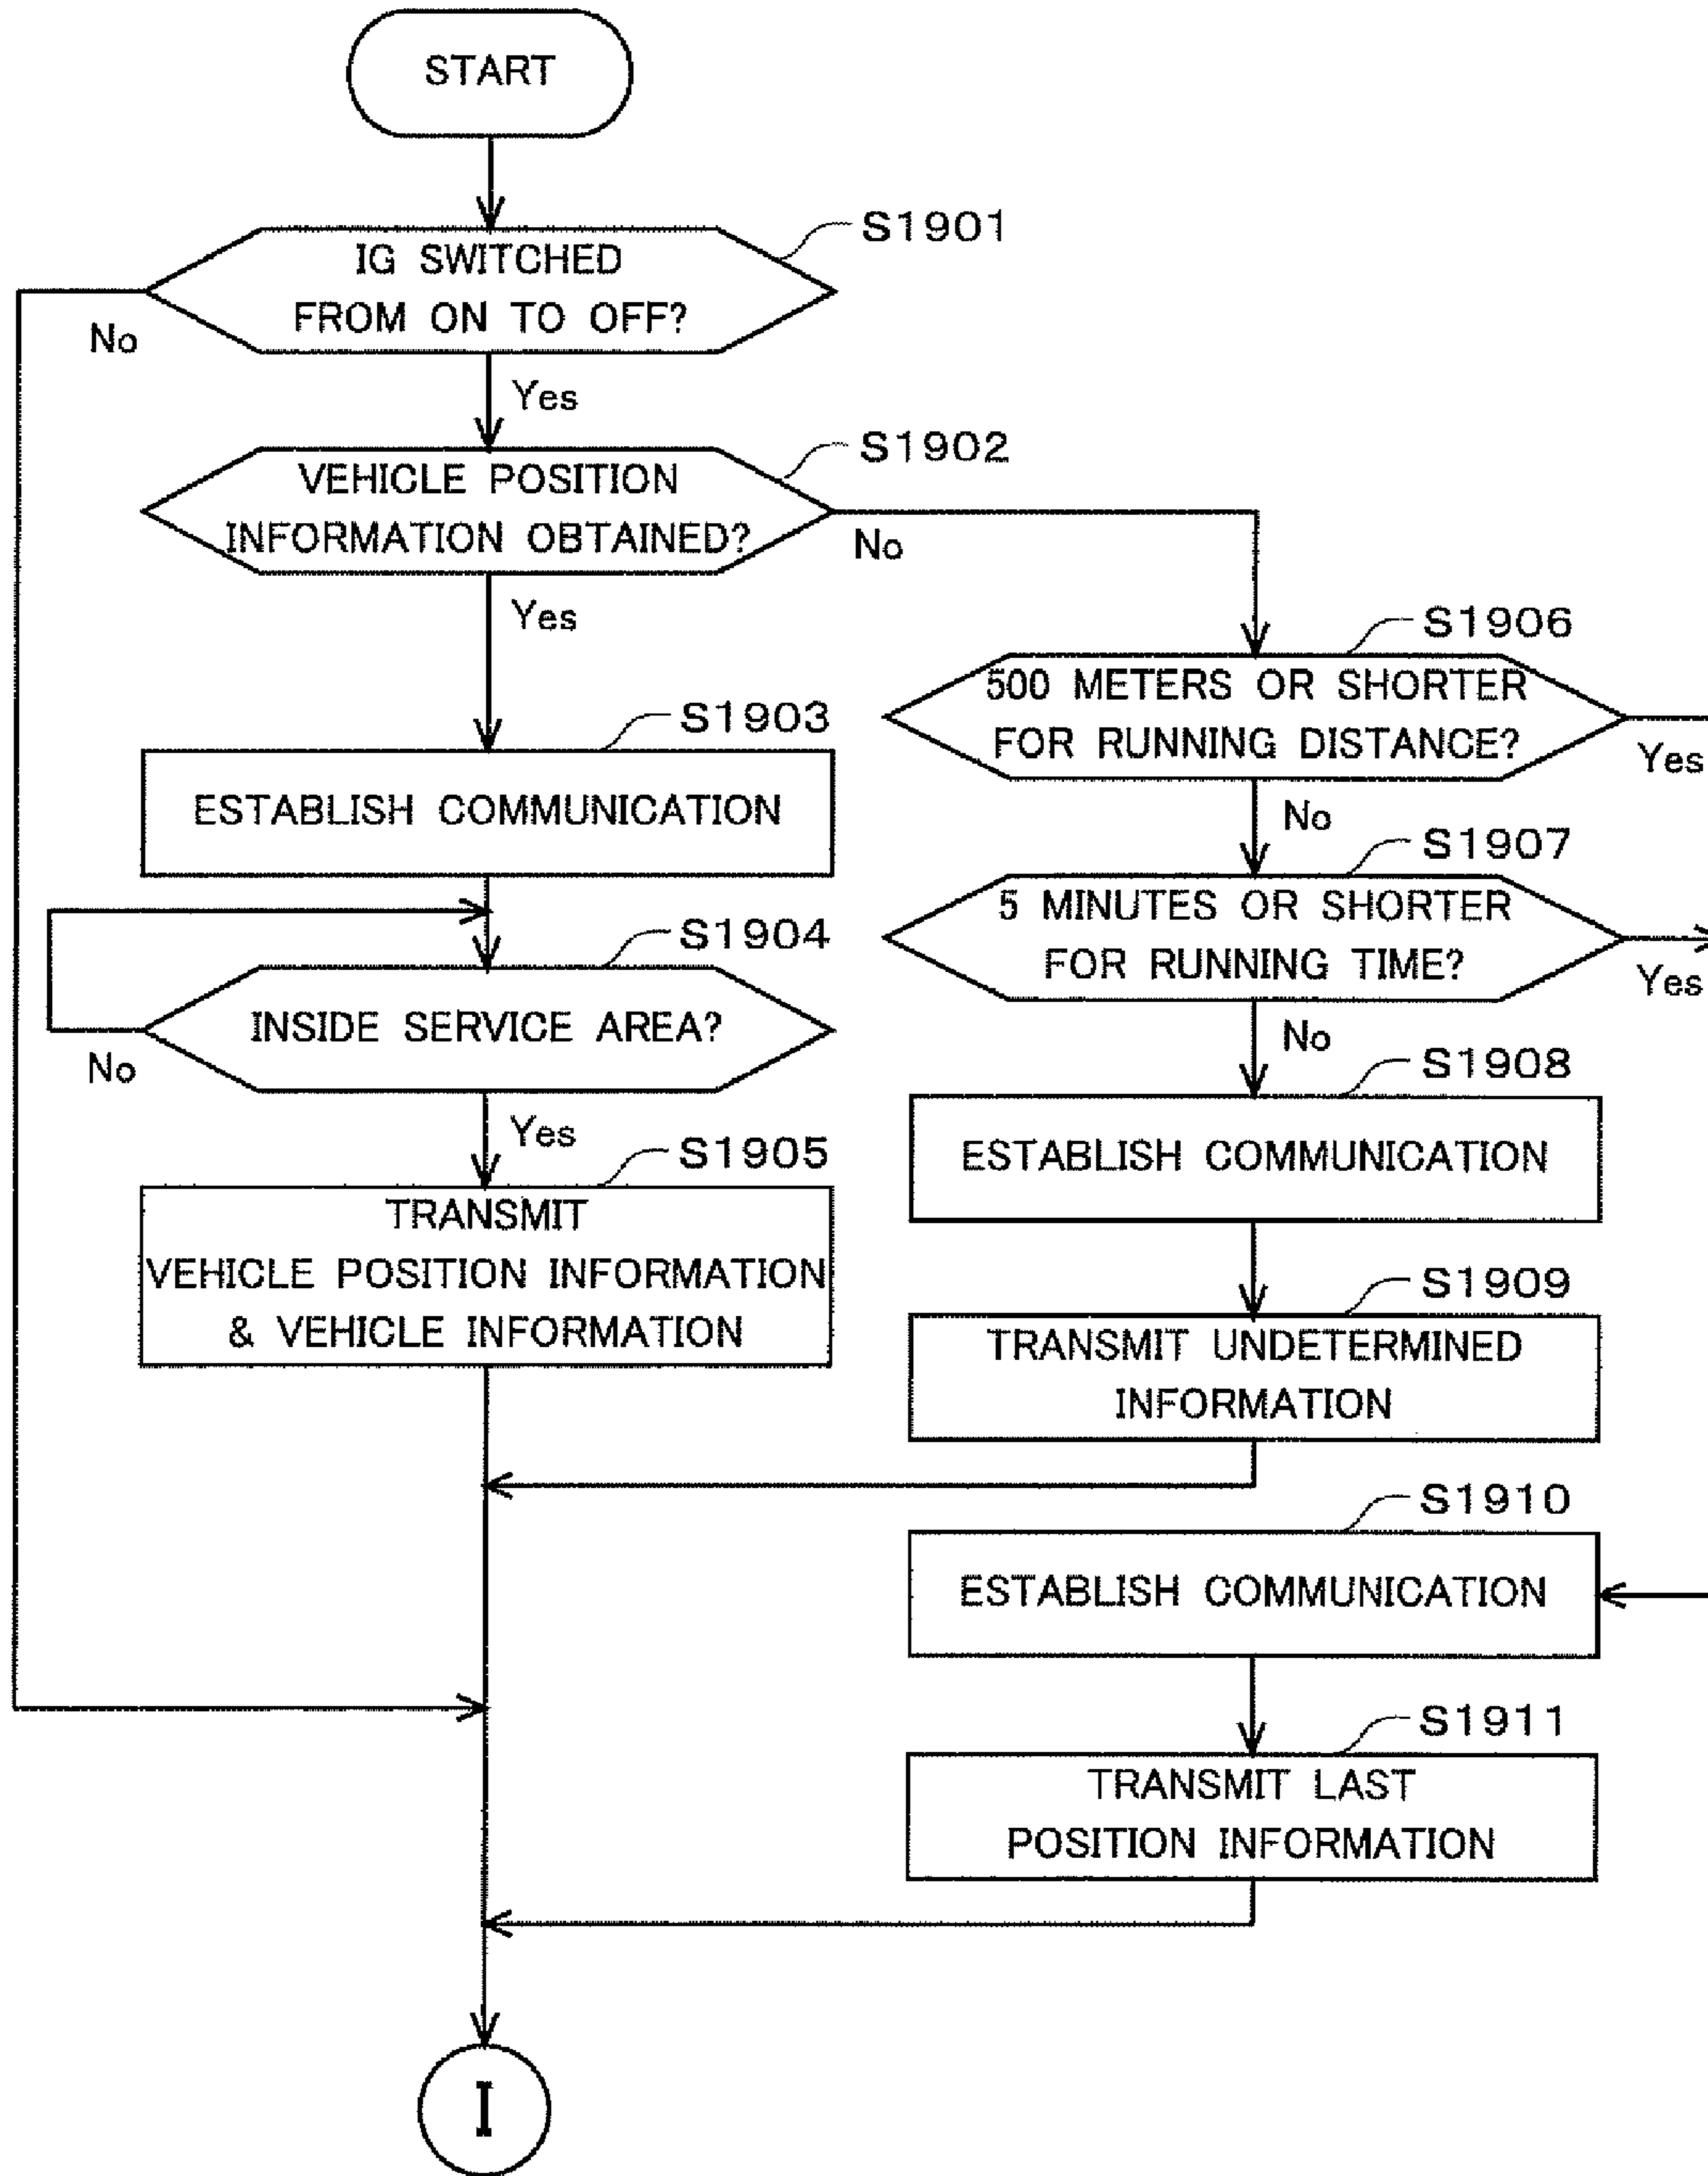 START
S1901
IG SWITCHED
FROM ON TO OFF?
No
Yes
S1902
VEHICLE POSITION
INFORMATION OBTAINED?
No
Yes
S1903
ESTABLISH COMMUNICATION
S1904
INSIDE SERVICE AREA?
No
Yes
S1905
TRANSMIT
VEHICLE POSITION INFORMATION
& VEHICLE INFORMATION
S1906
500 METERS OR SHORTER
FOR RUNNING DISTANCE?
Yes
No
S1907
5 MINUTES OR SHORTER
FOR RUNNING TIME?
Yes
No
S1908
ESTABLISH COMMUNICATION
S1909
TRANSMIT UNDETERMINED
INFORMATION
S1910
ESTABLISH COMMUNICATION
S1911
TRANSMIT LAST
POSITION INFORMATION
I